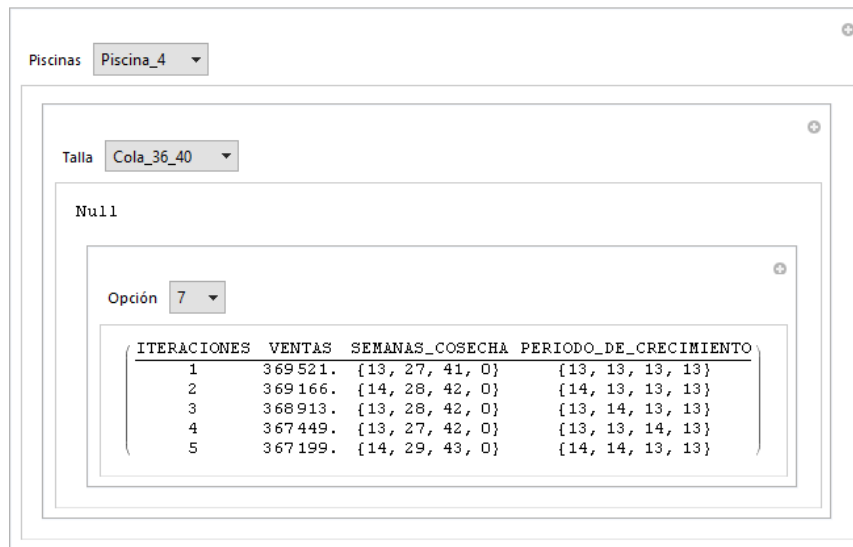 Piscinas Piscina_4
Talla Cola_36_40
Null
Opción 7
ITERACIONES VENTAS SEMANAS_COSECHA PERIODO_DE_CRECIMIENTO
1 369521. {13, 27, 41, 0} {13, 13, 13, 13}
2 369166. {14, 28, 42, 0} {14, 13, 13, 13}
3 368913. {13, 28, 42, 0} {13, 14, 13, 13}
4 367449. {13, 27, 42, 0} {13, 13, 14, 13}
5 367199. {14, 29, 43, 0} {14, 14, 13, 13}